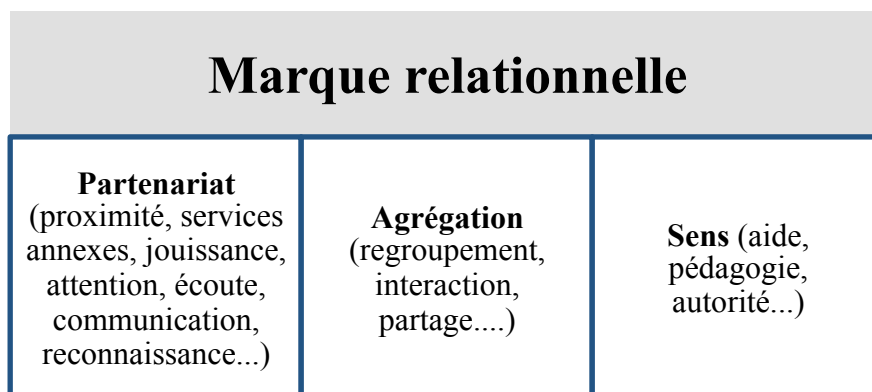 Marque relationnelle
Partenariat
(proximité, services
annexes, jouissance,
attention, écoute,
communication,
reconnaissance...)
Agrégation
(regroupement,
interaction,
partage....)
Sens (aide,
pédagogie,
autorité...)